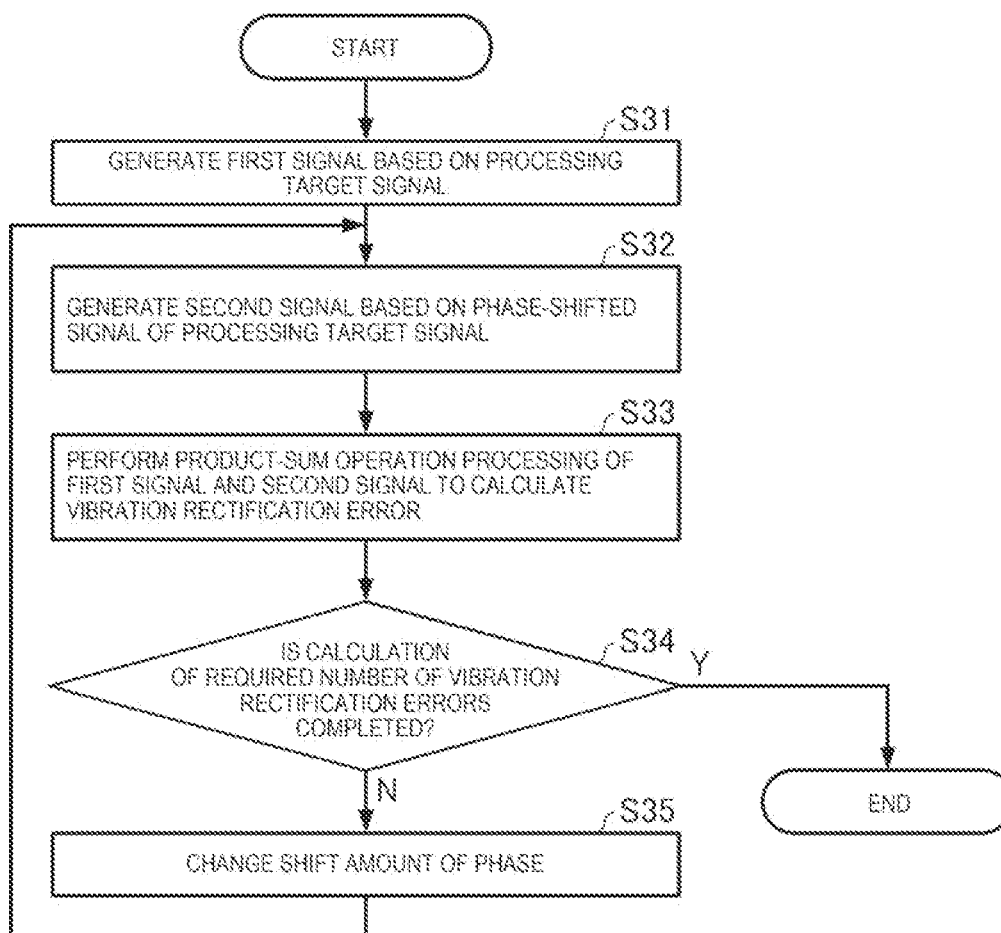 START
S31
GENERATE FIRST SIGNAL BASED ON PROCESSING
TARGET SIGNAL
S32
GENERATE SECOND SIGNAL BASED ON PHASE-SHIFTED
SIGNAL OF PROCESSING TARGET SIGNAL
S33
PERFORM PRODUCT-SUM OPERATION PROCESSING OF
FIRST SIGNAL AND SECOND SIGNAL TO CALCULATE
VIBRATION RECTIFICATION ERROR
S34
IS CALCULATION
OF REQUIRED NUMBER OF VIBRATION
RECTIFICATION ERRORS
COMPLETED?
Y
N
END
S35
CHANGE SHIFT AMOUNT OF PHASE